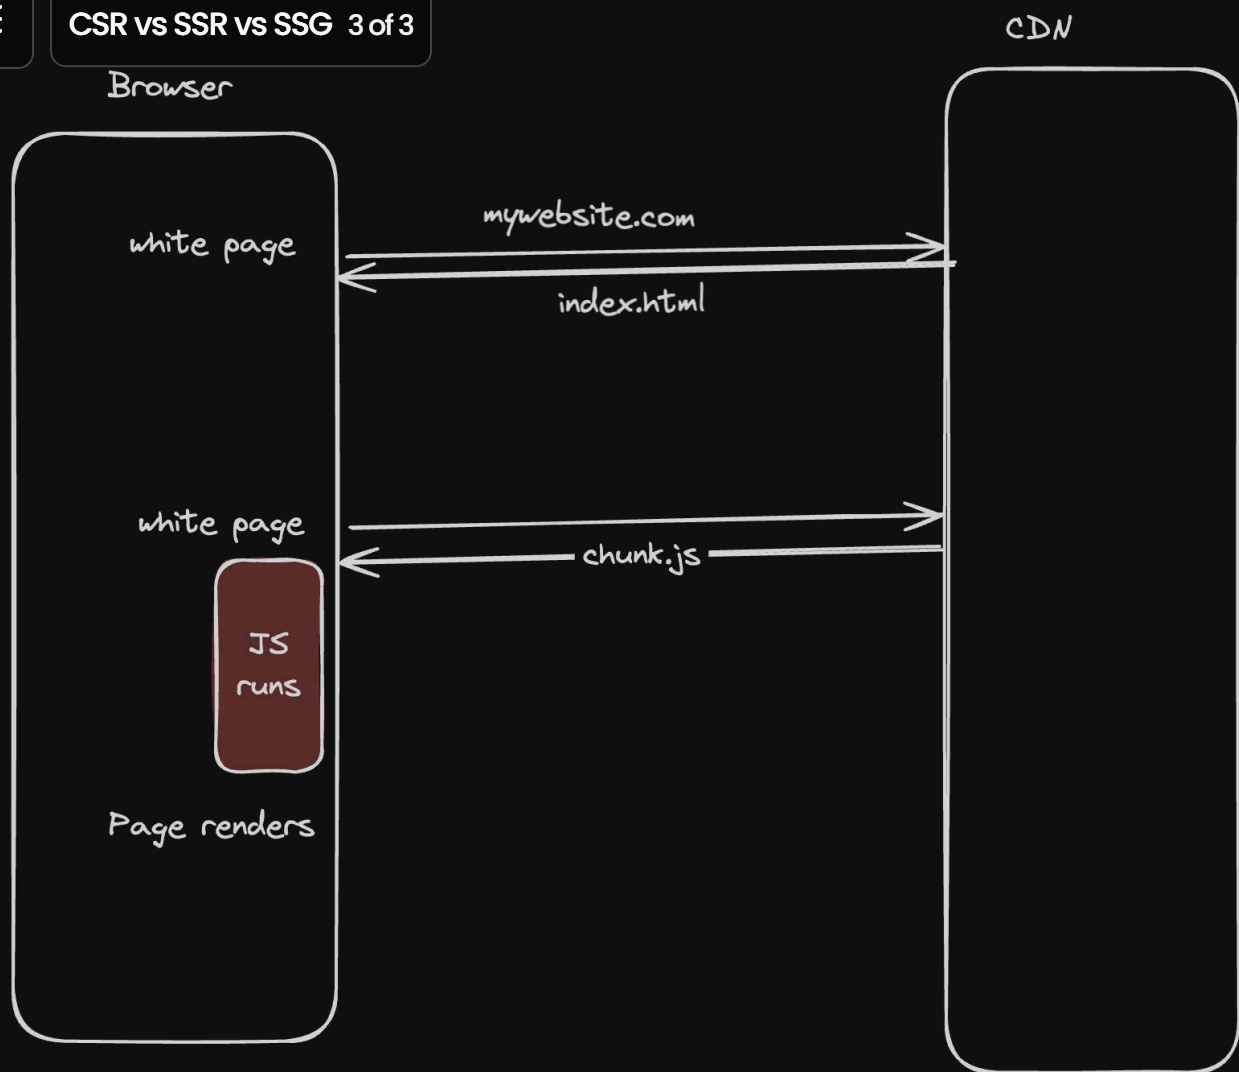 CSR vs SSR vs SSG 3 of 3
CDN
Browser
mywebsite.com
white page
index.html
white page
chunk.js
JS
runs
Page renders